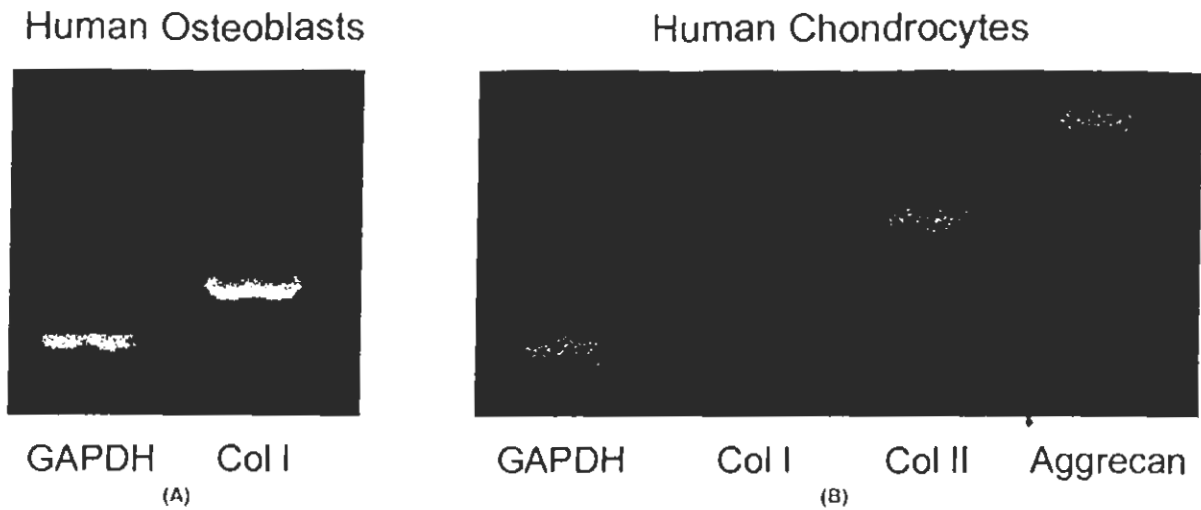 Human Osteoblasts
Human Chondrocytes
GAPDH Col I
GAPDH Col I Col II Aggrecan
(A)
(B)